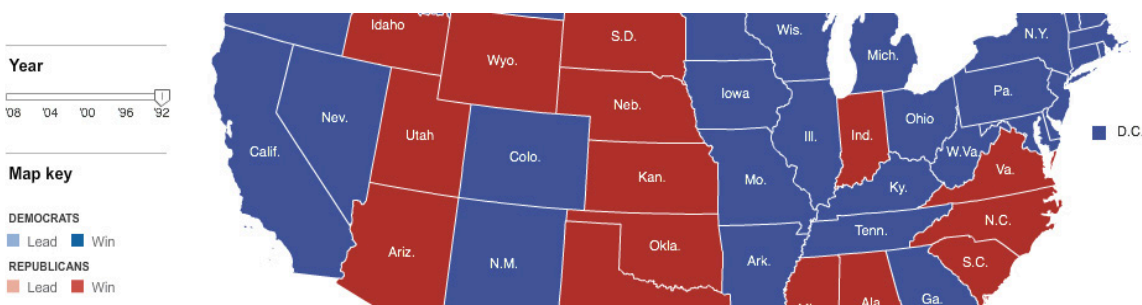 Year
'08 '04 '00 '96 '92
Map key
DEMOCRATS
Lead Win
REPUBLICANS
Lead Win
Idaho
S.D.
Wis.
N.Y.
Wyo.
Mich.
Neb.
Iowa
Pa.
Nev.
Utah
Ill.
Ind.
Ohio
D.C.
Calif.
Colo.
W.Va.
Kan.
Mo.
Ky.
Va.
N.C.
Tenn.
Ariz.
Okla.
N.M.
Ark.
S.C.
Ala.
Ga.